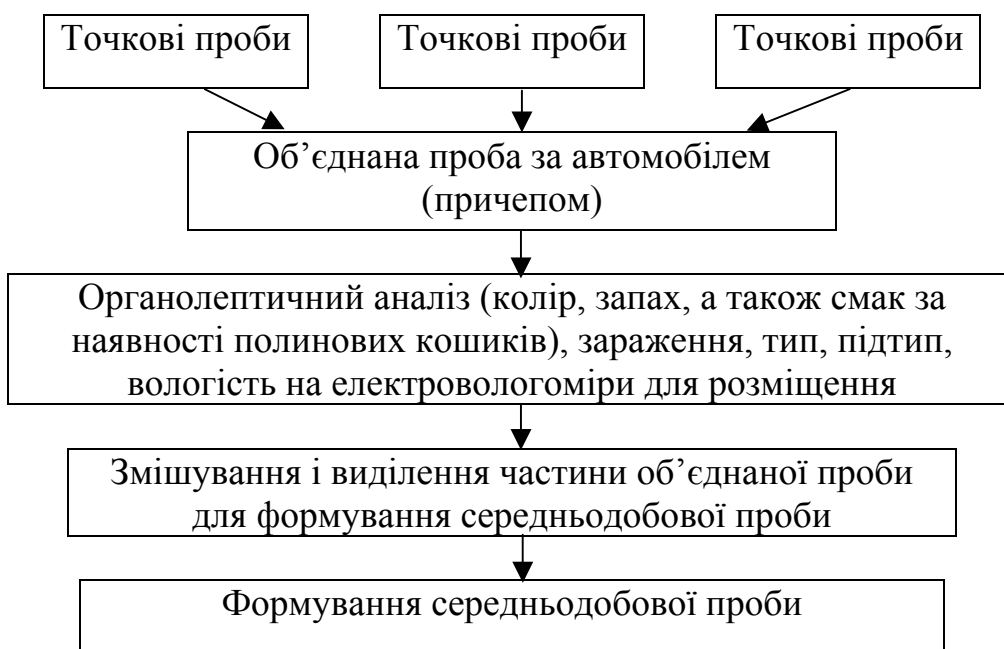 Точкові проби
Точкові проби
Точкові проби
Об’єднана проба за автомобілем
(причепом)
Органолептичний аналіз (колір, запах, а також смак за
наявності полинових кошиків), зараження, тип, підтип,
вологість на електровологоміри для розміщення
Змішування і виділення частини об’єднаної проби
для формування середньодобової проби
Формування середньодобової проби